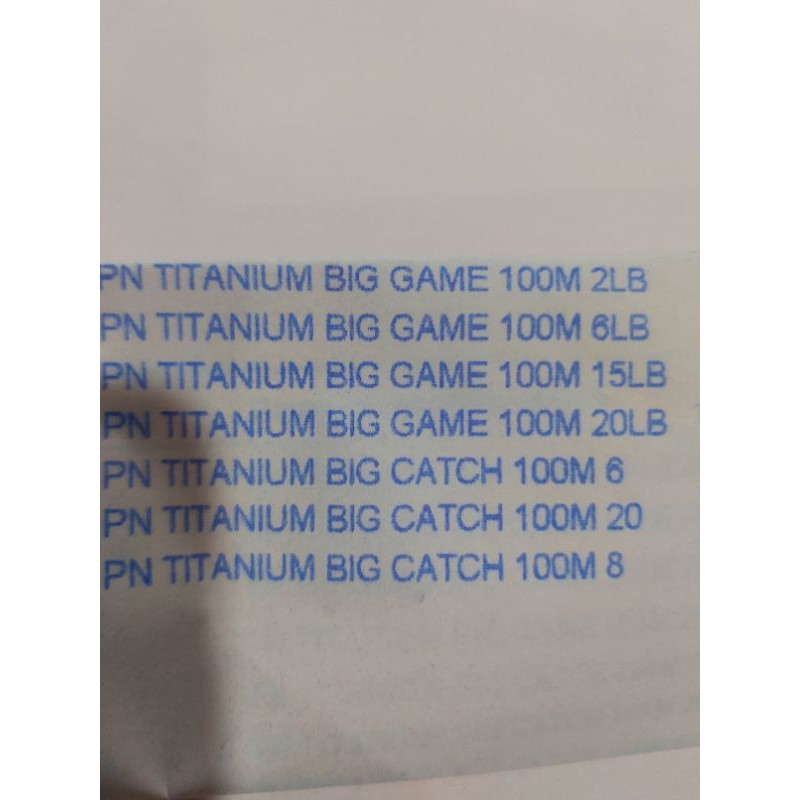 PN TITANIUM BIG GAME 100M 2LB
PN TITANIUM BIG GAME 100M 6LB
PN TITANIUM BIG GAME 100M 15LB
PN TITANIUM BIG GAME 100M 20LB
PN TITANIUM BIG CATCH 100M 6
PN TITANIUM BIG CATCH 100M 20
PN TITANIUM BIG CATCH 100M 8